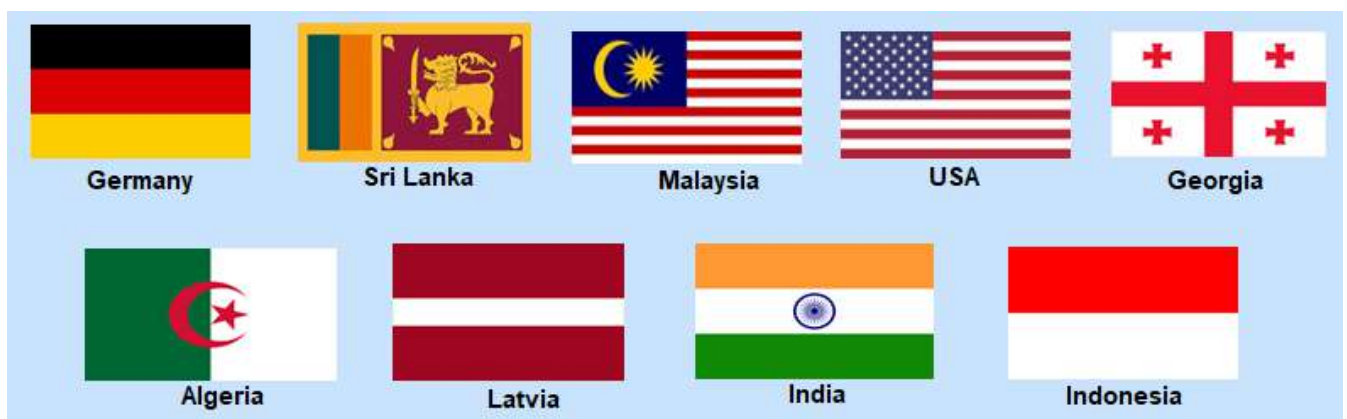 Germany
Sri Lanka
Malaysia
USA
Georgia
Algeria
Latvia
India
Indonesia